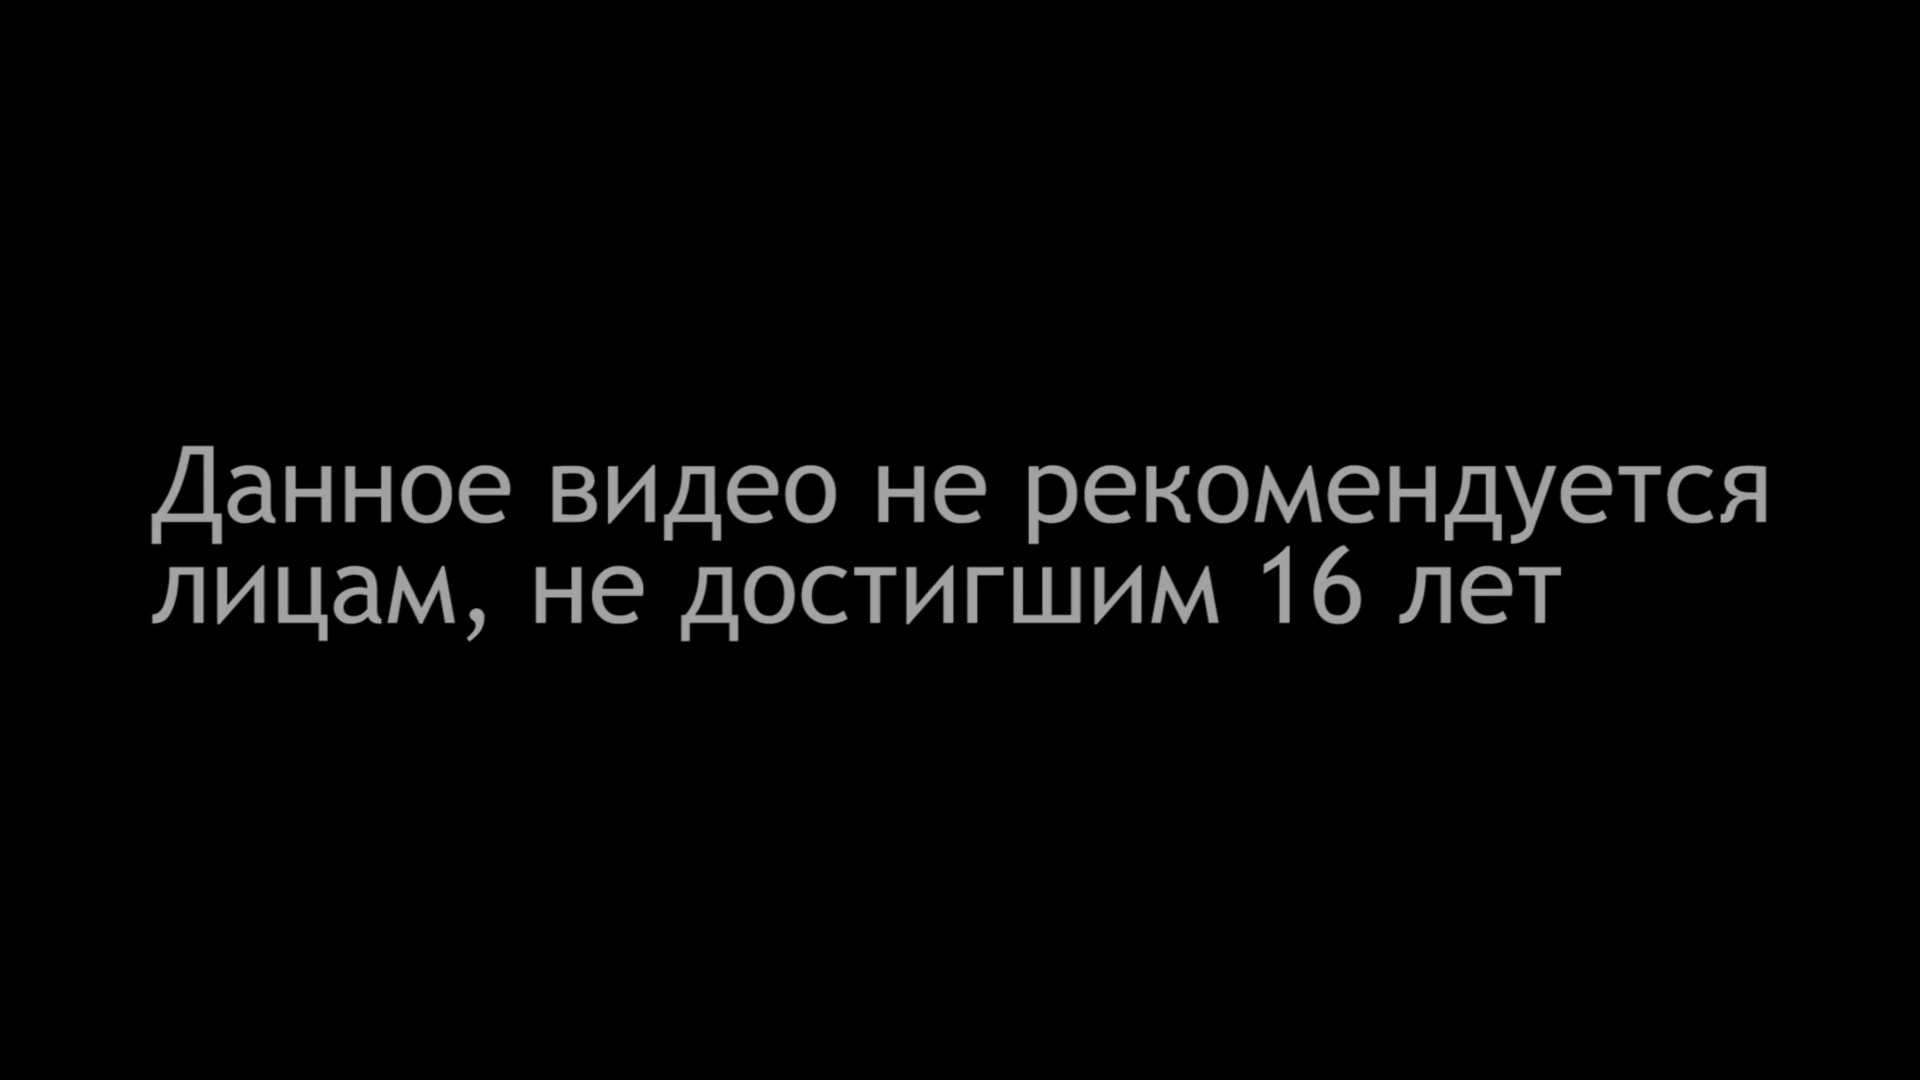 Данное видео не рекомендуется
лицам, не достигшим 16 лет